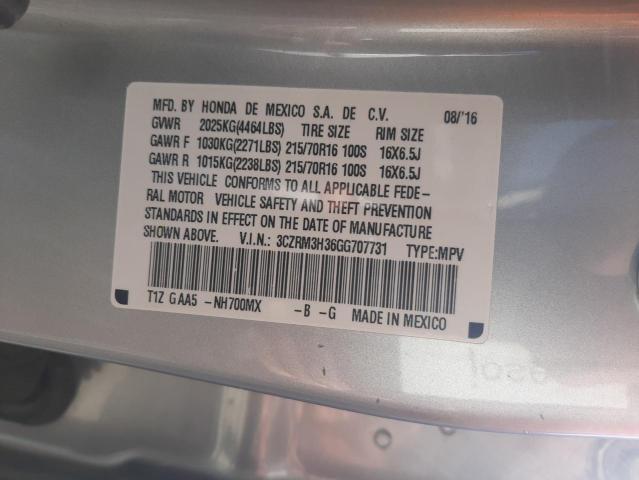 MFD. BY HONDA DE MEXICO S.A. DE C.V. 08/'16
GVWR 2025KG(4464LBS) TIRE SIZE RIM SIZE
GAWR F 1030KG(2271LBS) 215/70R16 100S 16X6.5J
GAWR R 1015KG(2238LBS) 215/70R16 100S 16X6.5J
THIS VEHICLE CONFORMS TO ALL APPLICABLE FEDE-
RAL MOTOR VEHICLE SAFETY AND THEFT PREVENTION
STANDARDS IN EFFECT ON THE DATE OF MANUFACTURE
SHOWN ABOVE. V.I.N.: 3CZRM3H36GG707731 TYPE:MPV
T1Z GAA5 -NH700MX -B -G MADE IN MEXICO